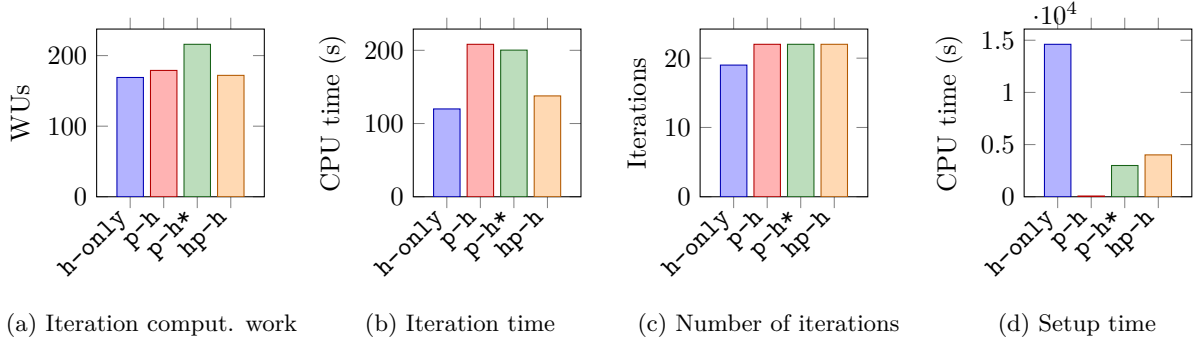 WUs
200
100
0
h-only
p-h
p-h*
hp-h
(a) Iteration comput. work
CPU time (s)
200
100
0
h-only
p-h
p-h*
hp-h
(b) Iteration time
Iterations
20
10
0
h-only
p-h
p-h*
hp-h
(c) Number of iterations
CPU time (s)
·10⁴
1.5
1
0.5
0
h-only
p-h
p-h*
hp-h
(d) Setup time